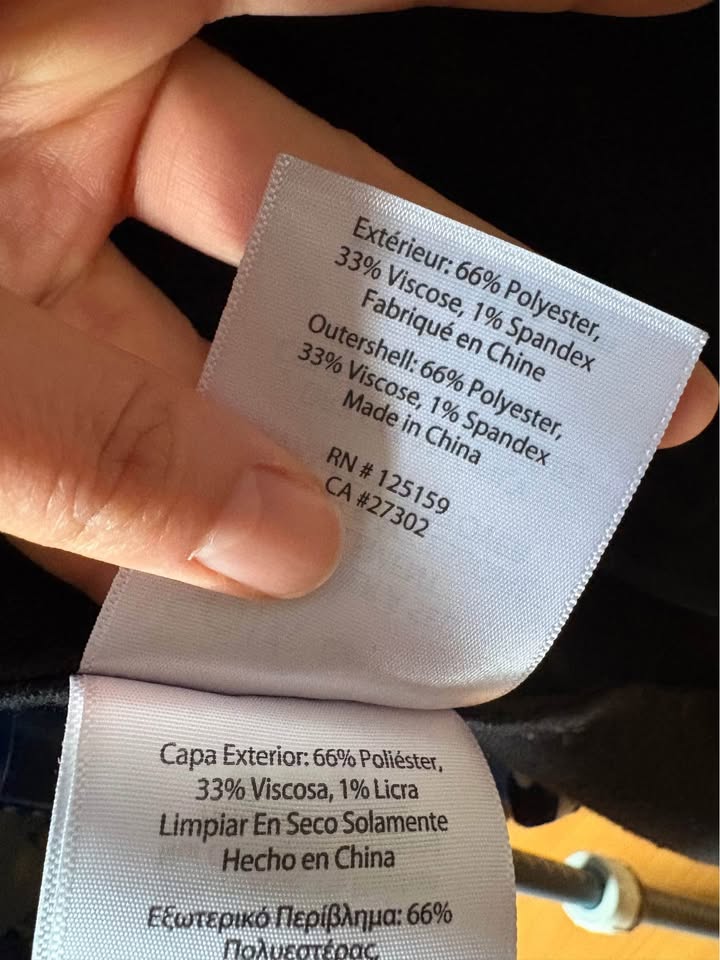 Extérieur: 66% Polyester,
33% Viscose, 1% Spandex
Fabriqué en Chine
Outershell: 66% Polyester,
33% Viscose, 1% Spandex
Made in China
RN # 125159
CA #27302
Capa Exterior: 66% Poliéster,
33% Viscosa, 1% Licra
Limpiar En Seco Solamente
Hecho en China
Εξωτερικό Περίβλημα: 66%
Πολυεστέρας,